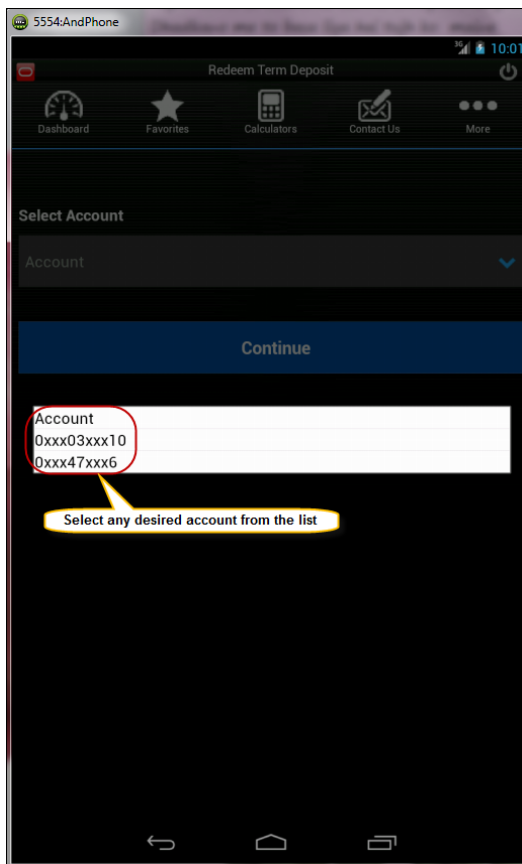 5554:AndPhone
3G 10:01
Redeem Term Deposit
Dashboard
Favorites
Calculators
Contact Us
More
Select Account
Account
Continue
Account
0xxx03xxx10
0xxx47xxx6
Select any desired account from the list